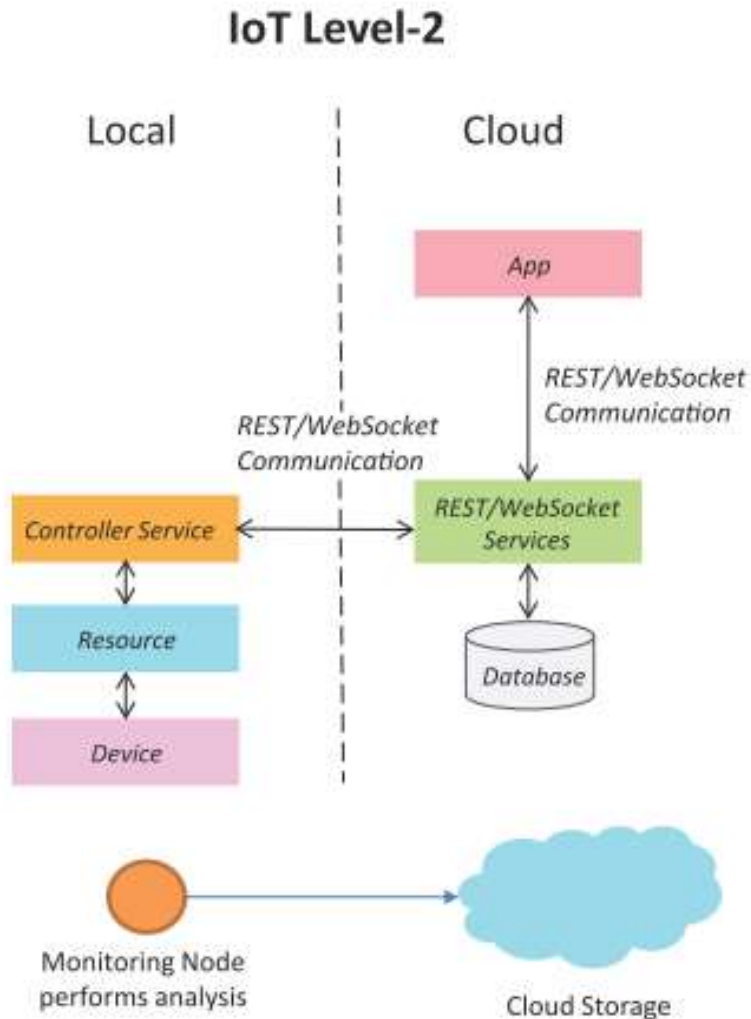 IoT Level-2
Local
Cloud
App
REST/WebSocket
Communication
REST/WebSocket
Communication
Controller Service
REST/WebSocket
Services
Resource
Database
Device
Monitoring Node
performs analysis
Cloud Storage